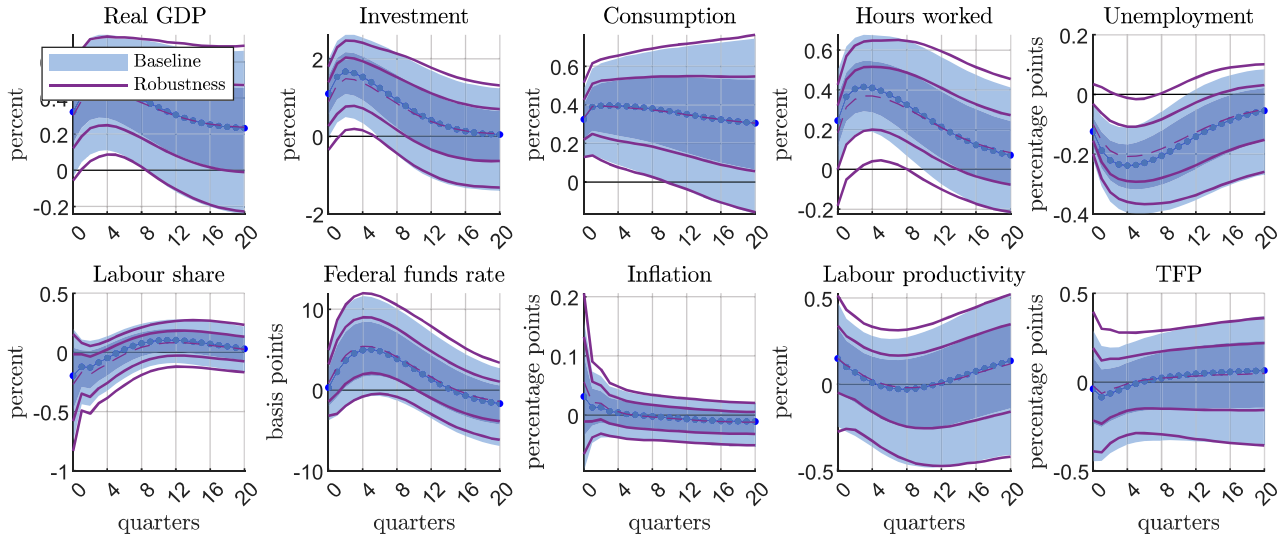 Real GDP
Investment
Consumption
Hours worked
Unemployment
Baseline
Robustness
percent
0.4
0.2
0
-0.2
0 4 8 12 16 20
percent
2
0
-2
0 4 8 12 16 20
percent
0.6
0.4
0.2
0
0 4 8 12 16 20
percent
0.6
0.4
0.2
0
-0.2
0 4 8 12 16 20
percentage points
0.2
0
-0.2
-0.4
0 4 8 12 16 20
Labour share
Federal funds rate
Inflation
Labour productivity
TFP
percent
0.5
0
-0.5
-1
0 4 8 12 16 20
quarters
basis points
10
0
-10
0 4 8 12 16 20
quarters
percentage points
0.2
0.1
0
0 4 8 12 16 20
quarters
percent
0.5
0
-0.5
0 4 8 12 16 20
quarters
percentage points
0.5
0
-0.5
0 4 8 12 16 20
quarters